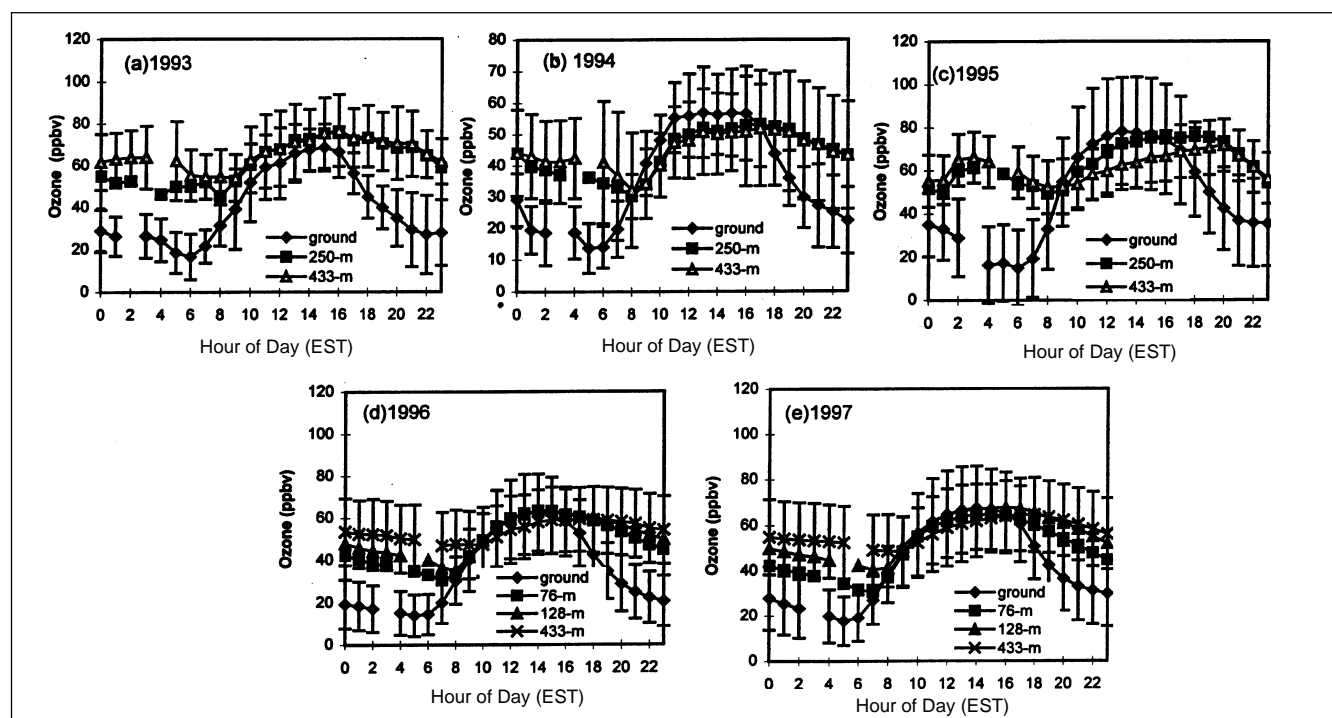 (a)1993
Ozone (ppbv)
120
100
80
60
40
20
0
ground
250-m
433-m
0 2 4 6 8 10 12 14 16 18 20 22
Hour of Day (EST)
(b) 1994
Ozone (ppbv)
80
70
60
50
40
30
20
10
0
ground
250-m
433-m
0 2 4 6 8 10 12 14 16 18 20 22
Hour of Day (EST)
(c) 1995
Ozone (ppbv)
120
100
80
60
40
20
0
ground
250-m
433-m
0 2 4 6 8 10 12 14 16 18 20 22
Hour of Day (EST)
(d)1996
Ozone (ppbv)
120
100
80
60
40
20
0
ground
76-m
128-m
433-m
0 2 4 6 8 10 12 14 16 18 20 22
Hour of Day (EST)
(e)1997
Ozone (ppbv)
120
100
80
60
40
20
0
ground
76-m
128-m
433-m
0 2 4 6 8 10 12 14 16 18 20 22
Hour of Day (EST)